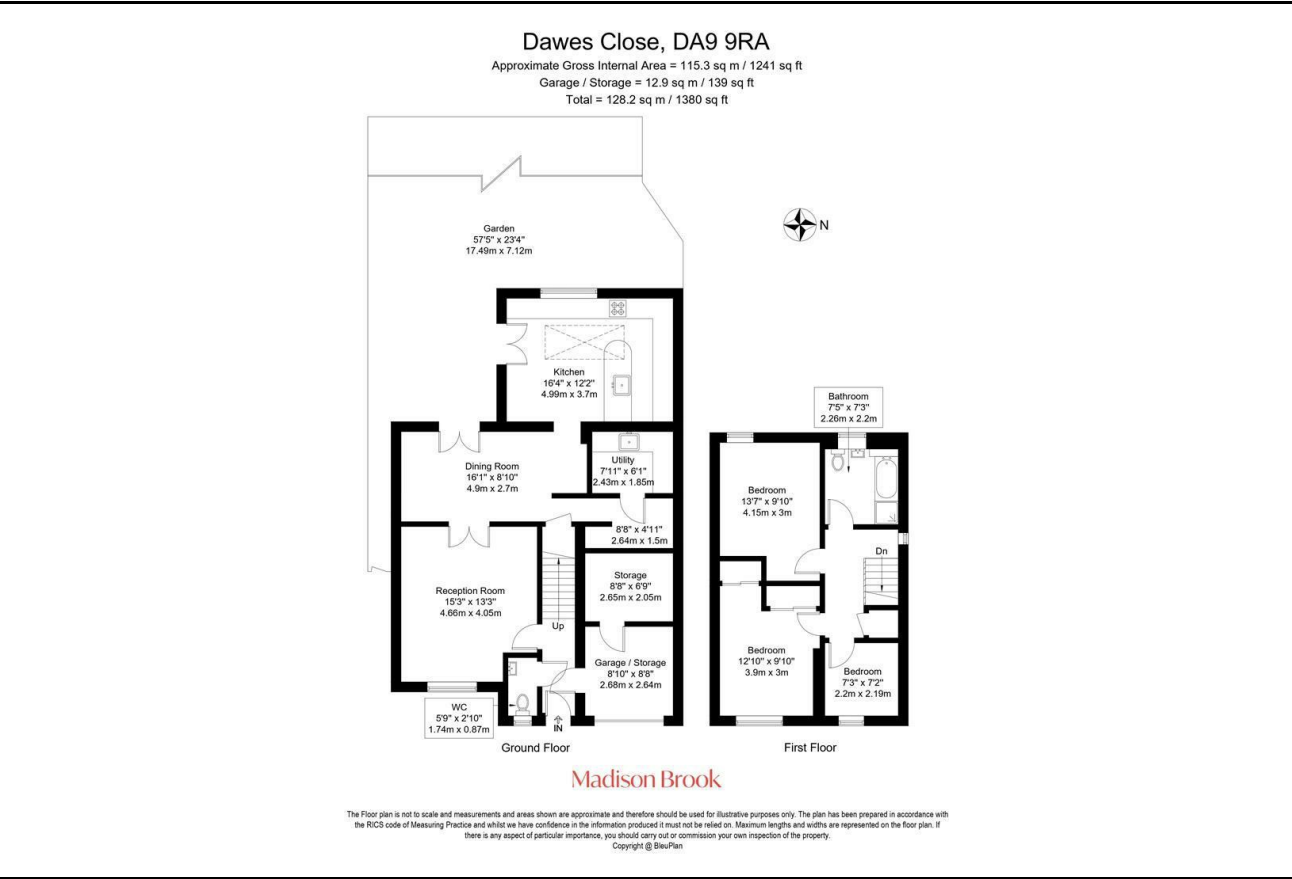 Dawes Close, DA9 9RA
Approximate Gross Internal Area = 115.3 sq m / 1241 sq ft
Garage / Storage = 12.9 sq m / 139 sq ft
Total = 128.2 sq m / 1380 sq ft
N
Garden
57'5" x 23'4"
17.49m x 7.12m
Kitchen
16'4" x 12'2"
4.99m x 3.7m
Dining Room
16'1" x 8'10"
4.9m x 2.7m
Utility
7'11" x 6'1"
2.43m x 1.85m
8'8" x 4'11"
2.64m x 1.5m
Storage
8'8" x 6'9"
2.65m x 2.05m
Reception Room
15'3" x 13'3"
4.66m x 4.05m
Up
Garage / Storage
8'10" x 8'8"
2.68m x 2.64m
WC
5'9" x 2'10"
1.74m x 0.87m
IN
Ground Floor
Bathroom
7'5" x 7'3"
2.26m x 2.2m
Bedroom
13'7" x 9'10"
4.15m x 3m
Dn
Bedroom
12'10" x 9'10"
3.9m x 3m
Bedroom
7'3" x 7'2"
2.2m x 2.19m
First Floor
Madison Brook
The Floor plan is not to scale and measurements and areas shown are approximate and therefore should be used for illustrative purposes only. The plan has been prepared in accordance with
the RICS code of Measuring Practice and whilst we have confidence in the information produced it must not be relied on. Maximum lengths and widths are represented on the floor plan. If
there is any aspect of particular importance, you should carry out or commission your own inspection of the property.
Copyright @ BleuPlan